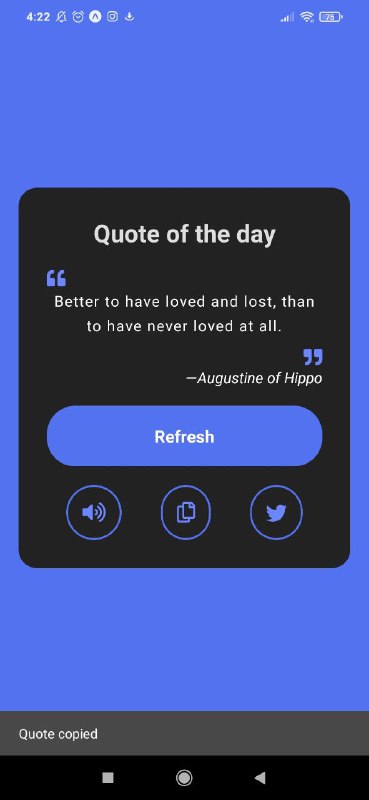 4:22
75
Quote of the day
“
Better to have loved and lost, than
to have never loved at all.
”
—Augustine of Hippo
Refresh
Quote copied